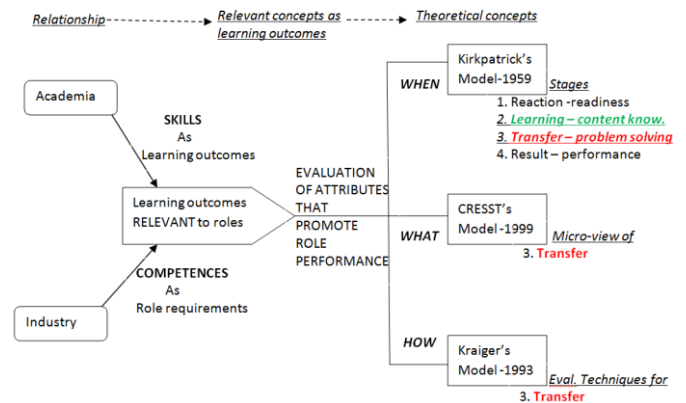 Relationship
Relevant concepts as
learning outcomes
Theoretical concepts
Academia
SKILLS
As
Learning outcomes
Learning outcomes
RELEVANT to roles
COMPETENCES
As
Role requirements
Industry
EVALUATION
OF ATTRIBUTES
THAT
PROMOTE
ROLE
PERFORMANCE
WHEN
Kirkpatrick's
Model-1959
Stages
1. Reaction -readiness
2. Learning – content know.
3. Transfer – problem solving
4. Result – performance
WHAT
CRESST's
Model-1999
Micro-view of
3. Transfer
HOW
Kraiger's
Model-1993
Eval. Techniques for
3. Transfer